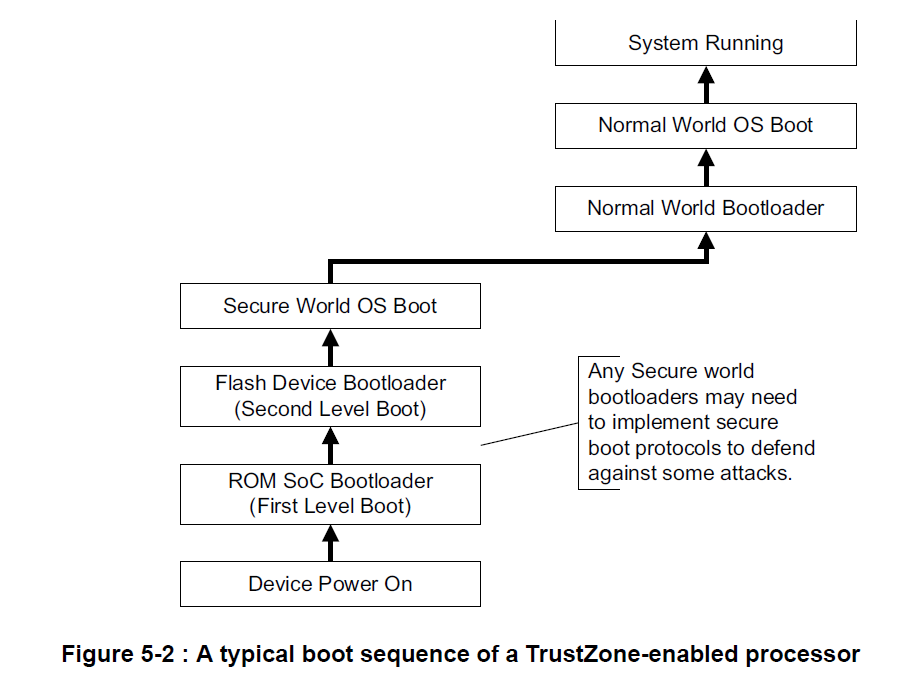 System Running
Normal World OS Boot
Normal World Bootloader
Secure World OS Boot
Flash Device Bootloader
(Second Level Boot)
Any Secure world
bootloaders may need
to implement secure
boot protocols to defend
against some attacks.
ROM SoC Bootloader
(First Level Boot)
Device Power On
Figure 5-2 : A typical boot sequence of a TrustZone-enabled processor